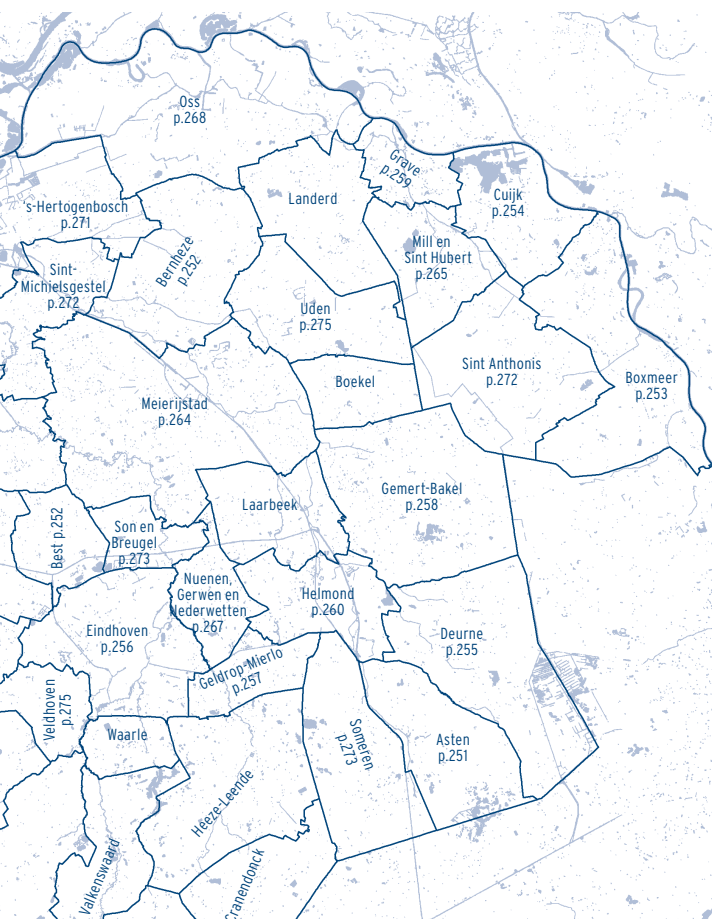 Oss
p.268
Grave
p.259
Cuijk
p.254
Landerd
's-Hertogenbosch
p.271
Bernheze
p.252
Mill en
Sint Hubert
p.265
Sint-
Michielsgestel
p.272
Uden
p.275
Sint Anthonis
p.272
Boxmeer
p.253
Boekel
Meierijstad
p.264
Gemert-Bakel
p.258
Laarbeek
Best p.252
Son en
Breugel
p.273
Nuenen,
Gerwen en
Nederwetten
p.267
Helmond
p.260
Eindhoven
p.256
Deurne
p.255
Geldrop-Mierlo
p.257
Veldhoven
p.275
Waarle
Someren
p.273
Asten
p.251
Heeze-Leende
Valkenswaard
Cranendonck